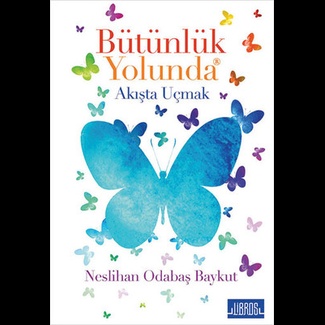 Bütünlük
Yolunda®
Akışta Uçmak
Neslihan Odabaş Baykut
LIBROS